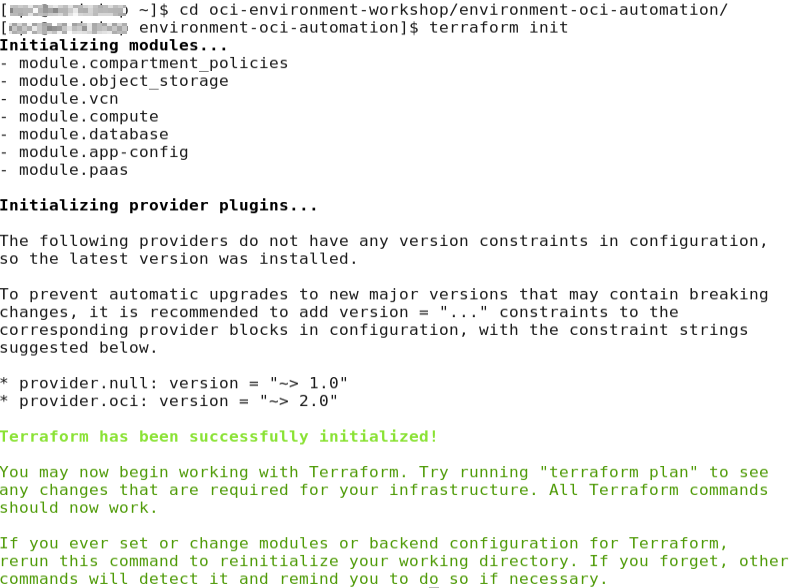 [ ~]$ cd oci-environment-workshop/environment-oci-automation/
[ environment-oci-automation]$ terraform init
Initializing modules...
- module.compartment_policies
- module.object_storage
- module.vcn
- module.compute
- module.database
- module.app-config
- module.paas
Initializing provider plugins...
The following providers do not have any version constraints in configuration,
so the latest version was installed.
To prevent automatic upgrades to new major versions that may contain breaking
changes, it is recommended to add version = "..." constraints to the
corresponding provider blocks in configuration, with the constraint strings
suggested below.
* provider.null: version = "~> 1.0"
* provider.oci: version = "~> 2.0"
Terraform has been successfully initialized!
You may now begin working with Terraform. Try running "terraform plan" to see
any changes that are required for your infrastructure. All Terraform commands
should now work.
If you ever set or change modules or backend configuration for Terraform,
rerun this command to reinitialize your working directory. If you forget, other
commands will detect it and remind you to do so if necessary.